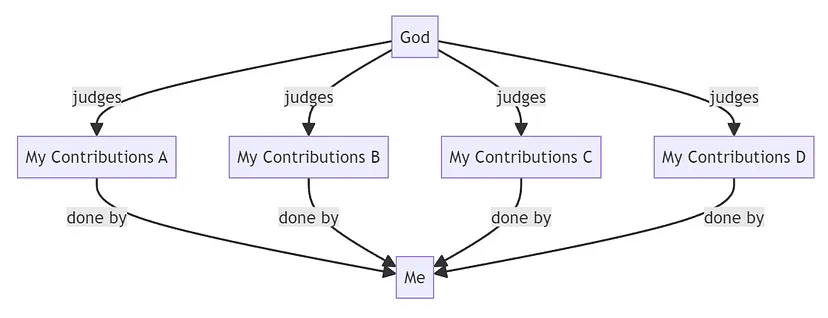 God
judges
judges
judges
judges
My Contributions A
My Contributions B
My Contributions C
My Contributions D
done by
done by
done by
done by
Me